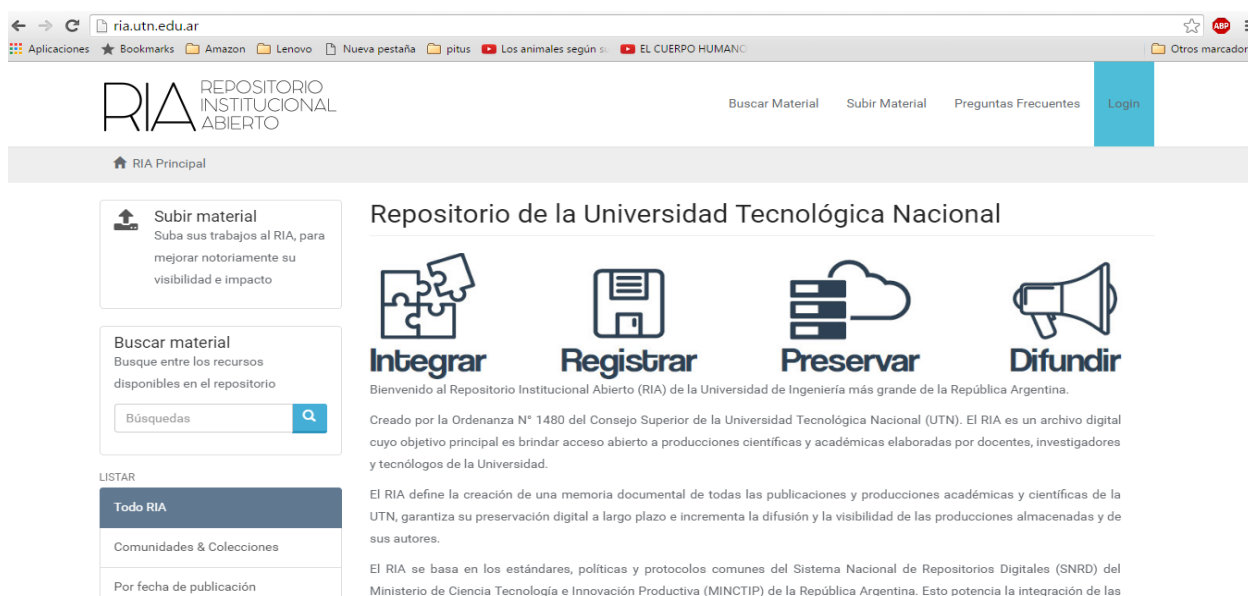 ria.utn.edu.ar
ABP
Aplicaciones Bookmarks Amazon Lenovo Nueva pestaña pitus Los animales según su EL CUERPO HUMANO Otros marcador
RIA REPOSITORIO
INSTITUCIONAL
ABIERTO
Buscar Material Subir Material Preguntas Frecuentes Login
RIA Principal
Subir material
Suba sus trabajos al RIA, para
mejorar notoriamente su
visibilidad e impacto
Buscar material
Busque entre los recursos
disponibles en el repositorio
Búsquedas
LISTAR
Todo RIA
Comunidades & Colecciones
Por fecha de publicación
Repositorio de la Universidad Tecnológica Nacional
Integrar Registrar Preservar Difundir
Bienvenido al Repositorio Institucional Abierto (RIA) de la Universidad de Ingeniería más grande de la República Argentina.
Creado por la Ordenanza N° 1480 del Consejo Superior de la Universidad Tecnológica Nacional (UTN). El RIA es un archivo digital
cuyo objetivo principal es brindar acceso abierto a producciones científicas y académicas elaboradas por docentes, investigadores
y tecnólogos de la Universidad.
El RIA define la creación de una memoria documental de todas las publicaciones y producciones académicas y científicas de la
UTN, garantiza su preservación digital a largo plazo e incrementa la difusión y la visibilidad de las producciones almacenadas y de
sus autores.
El RIA se basa en los estándares, políticas y protocolos comunes del Sistema Nacional de Repositorios Digitales (SNRD) del
Ministerio de Ciencia Tecnología e Innovación Productiva (MINCTIP) de la República Argentina. Esto potencia la integración de las